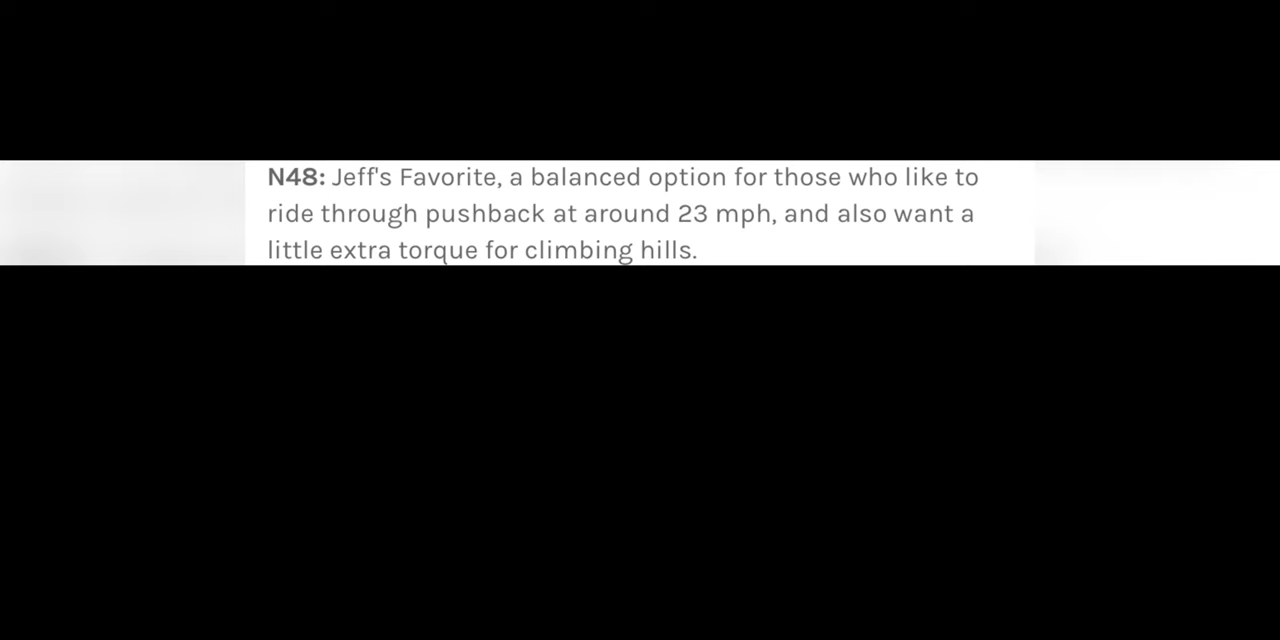 N48: Jeff's Favorite, a balanced option for those who like to
ride through pushback at around 23 mph, and also want a
little extra torque for climbing hills.